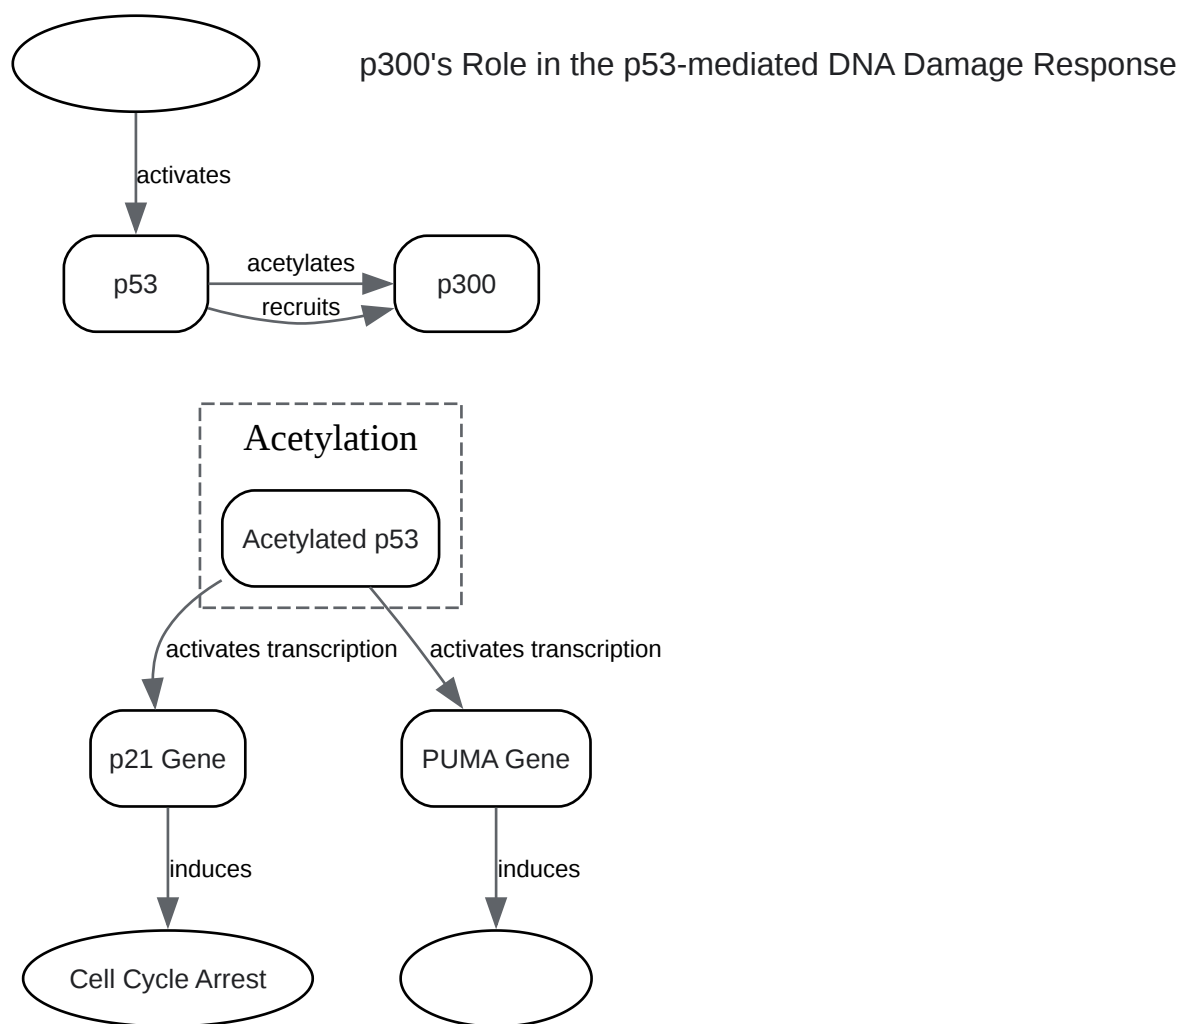 p300's Role in the p53-mediated DNA Damage Response
activates
p53
acetylates
recruits
p300
Acetylation
Acetylated p53
activates transcription
activates transcription
p21 Gene
PUMA Gene
induces
induces
Cell Cycle Arrest